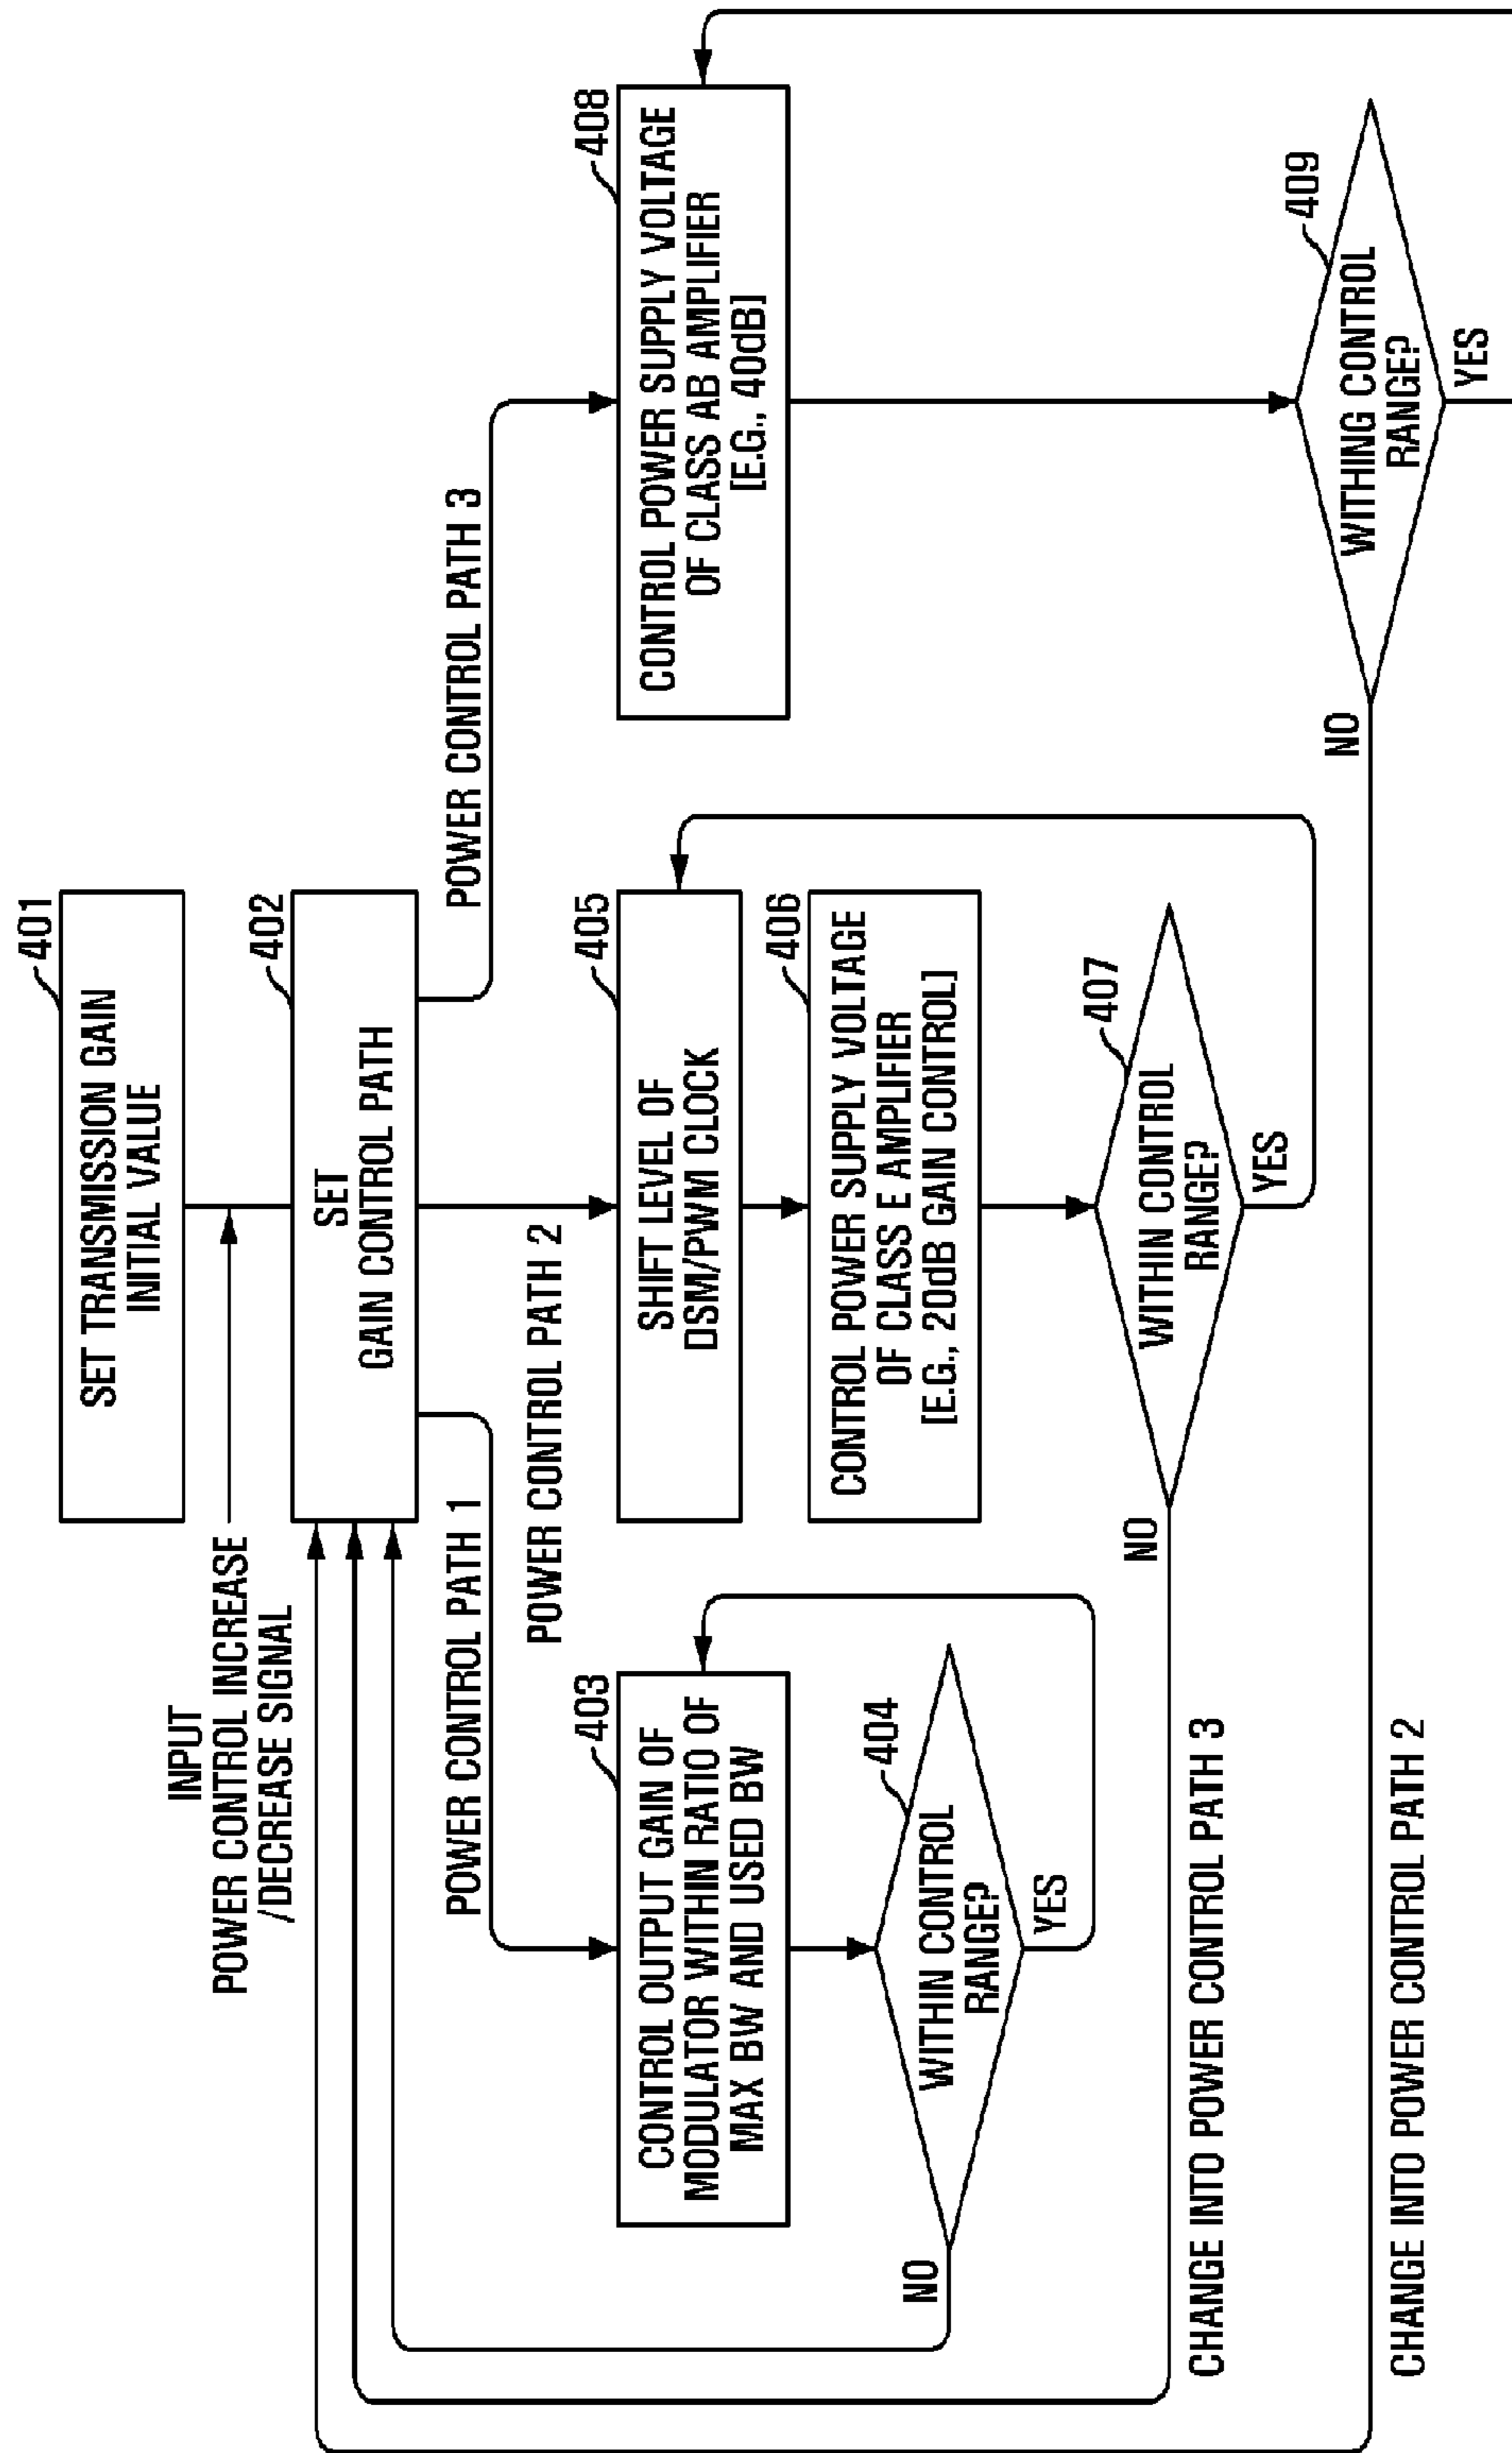 SET TRANSMISSION GAIN
INITIAL VALUE
401
INPUT
POWER CONTROL INCREASE
/DECREASE SIGNAL
SET
GAIN CONTROL PATH
402
POWER CONTROL PATH 1
POWER CONTROL PATH 2
POWER CONTROL PATH 3
CONTROL OUTPUT GAIN OF
MODULATOR WITHIN RATIO OF
MAX BW AND USED BW
403
WITHIN CONTROL
RANGE?
404
NO
YES
SHIFT LEVEL OF
DSM/PWM CLOCK
405
CONTROL POWER SUPPLY VOLTAGE
OF CLASS E AMPLIFIER
[E.G., 20dB GAIN CONTROL]
406
WITHIN CONTROL
RANGE?
407
NO
YES
CHANGE INTO POWER CONTROL PATH 3
CONTROL POWER SUPPLY VOLTAGE
OF CLASS AB AMPLIFIER
[E.G., 40dB]
408
WITHING CONTROL
RANGE?
409
NO
YES
CHANGE INTO POWER CONTROL PATH 2